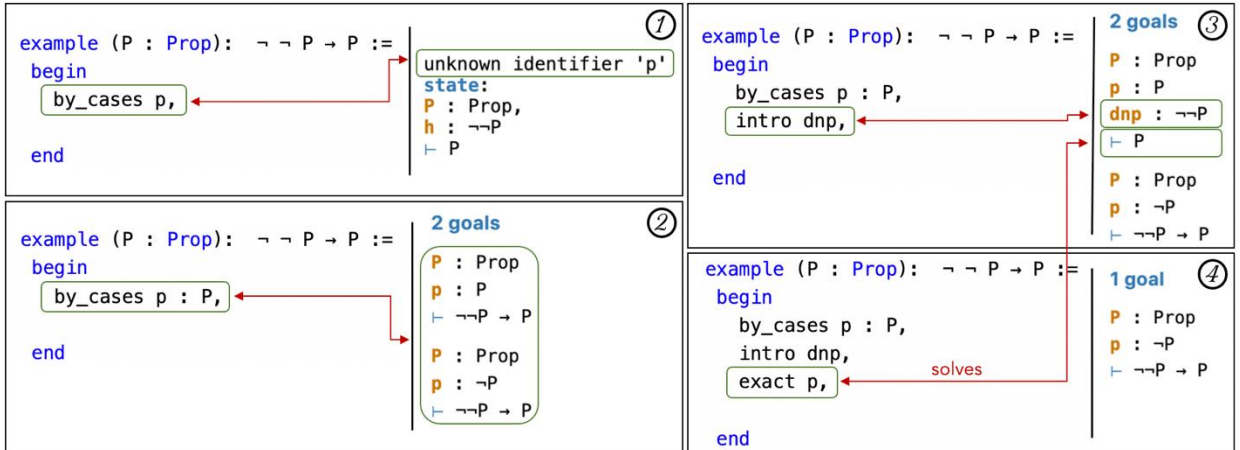 ①
example (P : Prop): ¬ ¬ P → P :=
begin
by_cases p,
end
unknown identifier 'p'
state:
P : Prop,
h : ¬¬P
⊢ P
②
example (P : Prop): ¬ ¬ P → P :=
begin
by_cases p : P,
end
2 goals
P : Prop
p : P
⊢ ¬¬P → P
P : Prop
p : ¬P
⊢ ¬¬P → P
③
example (P : Prop): ¬ ¬ P → P :=
begin
by_cases p : P,
intro dnp,
end
2 goals
P : Prop
p : P
dnp : ¬¬P
⊢ P
P : Prop
p : ¬P
⊢ ¬¬P → P
④
example (P : Prop): ¬ ¬ P → P :=
begin
by_cases p : P,
intro dnp,
exact p,
end
solves
1 goal
P : Prop
p : ¬P
⊢ ¬¬P → P